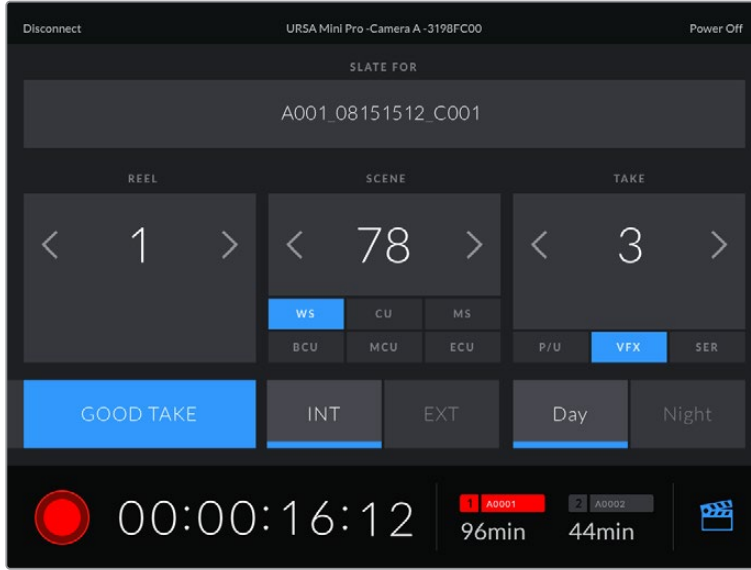 Disconnect URSA Mini Pro -Camera A -3198FC00 Power Off
SLATE FOR
A001_08151512_C001
REEL SCENE TAKE
1 78 3
WS CU MS
BCU MCU ECU P/U VFX SER
GOOD TAKE INT EXT Day Night
00:00:16:12 1 A0001 2 A0002
96min 44min